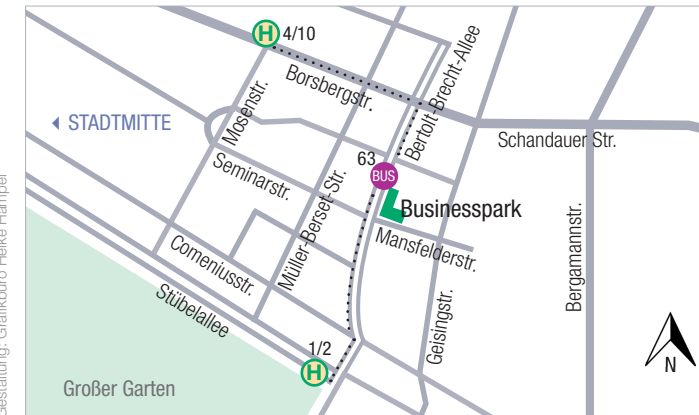 H 4/10
Borsbergstr.
Bertolt-Brecht-Allee
STADTMITTE
Mosenstr.
Schandauer Str.
63
BUS
Seminarstr.
Müller-Berset-Str.
Businesspark
Mansfelderstr.
Comeniusstr.
Bergamannstr.
Stübelallee
Geisingstr.
1/2
H
Großer Garten
N
Gestaltung: Grafikbüro Heike Hampel